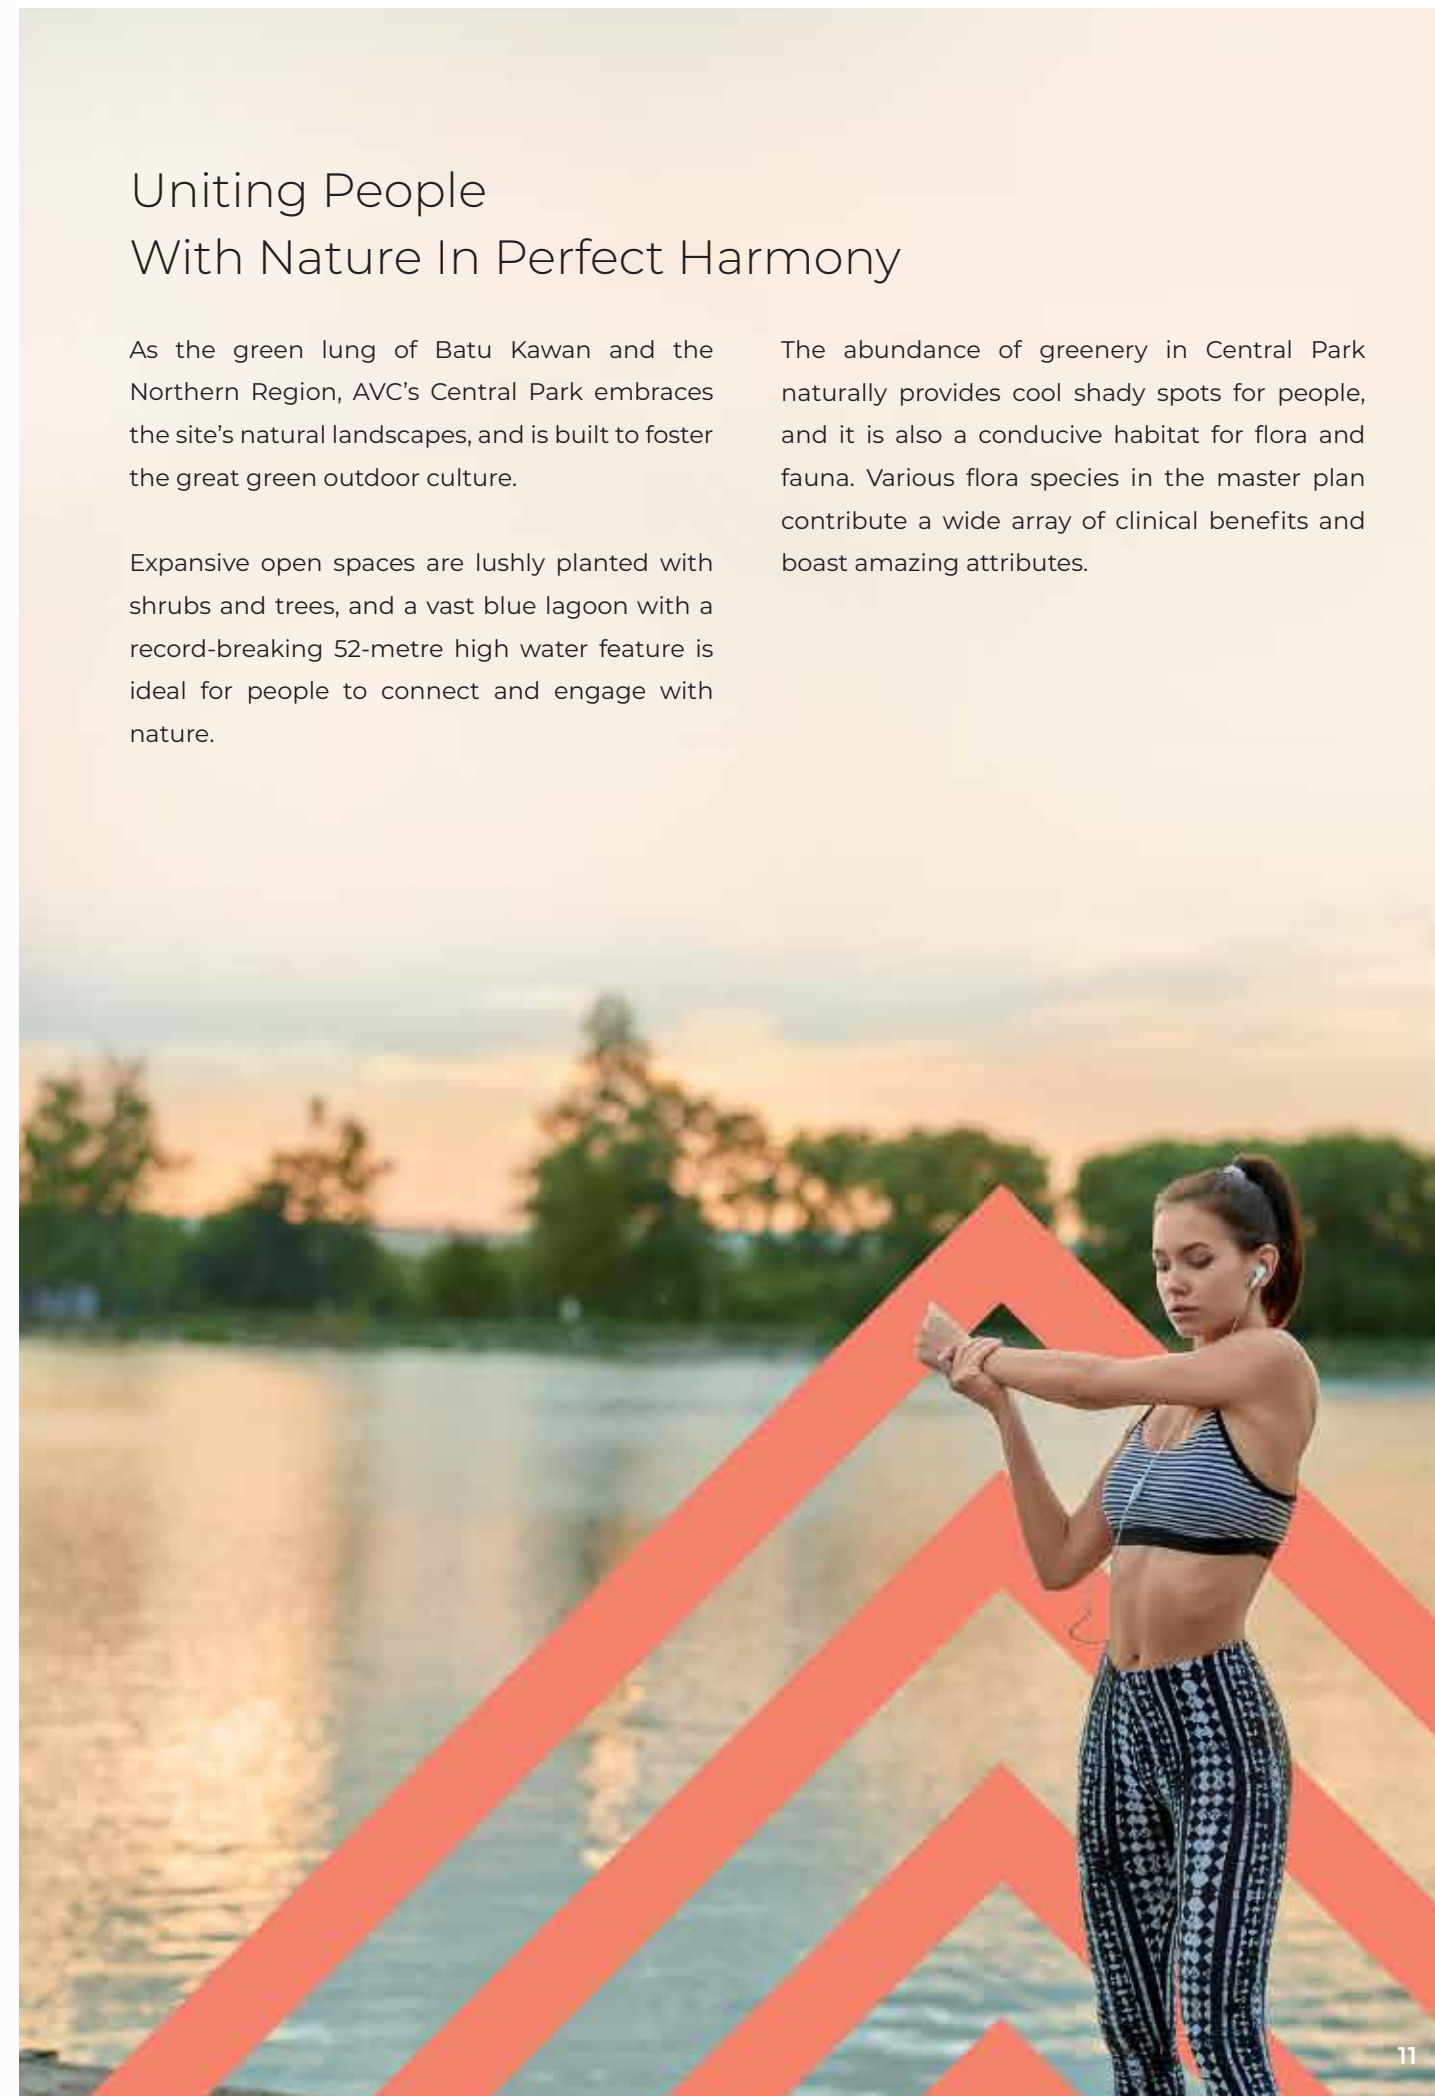 Uniting People
With Nature In Perfect Harmony
As the green lung of Batu Kawan and the
Northern Region, AVC’s Central Park embraces
the site’s natural landscapes, and is built to foster
the great green outdoor culture.
Expansive open spaces are lushly planted with
shrubs and trees, and a vast blue lagoon with a
record-breaking 52-metre high water feature is
ideal for people to connect and engage with
nature.
The abundance of greenery in Central Park
naturally provides cool shady spots for people,
and it is also a conducive habitat for flora and
fauna. Various flora species in the master plan
contribute a wide array of clinical benefits and
boast amazing attributes.
11